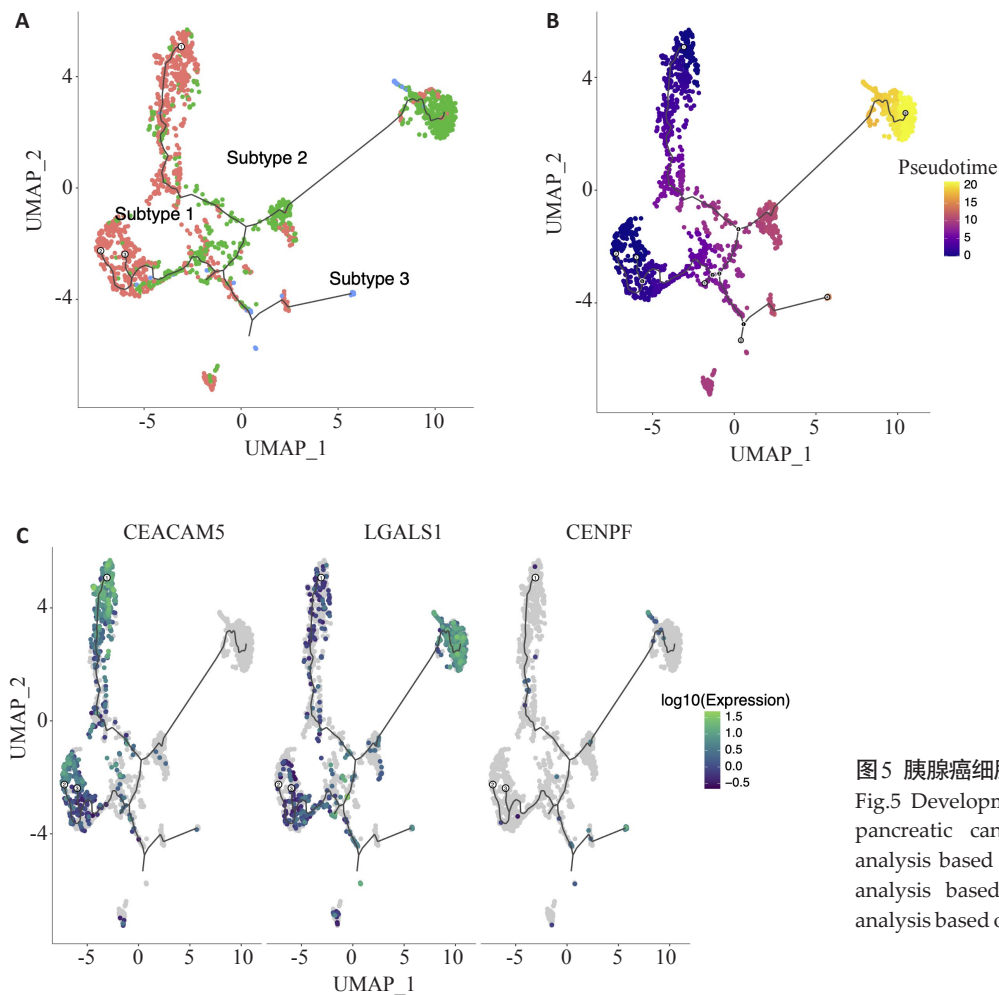 A
4
0
-4
UMAP_2
Subtype 2
Subtype 1
Subtype 3
-5
0
5
10
UMAP_1
B
4
0
-4
UMAP_2
Pseudotime
20
15
10
5
0
-5
0
5
10
UMAP_1
C
CEACAM5
LGALS1
CENPF
4
0
-4
UMAP_2
log10(Expression)
1.5
1.0
0.5
0.0
−0.5
-5 0 5 10
-5 0 5 10
-5 0 5 10
UMAP_1
图5 胰腺癌细胞
Fig.5 Developm
pancreatic can
analysis based
analysis based
analysis based o